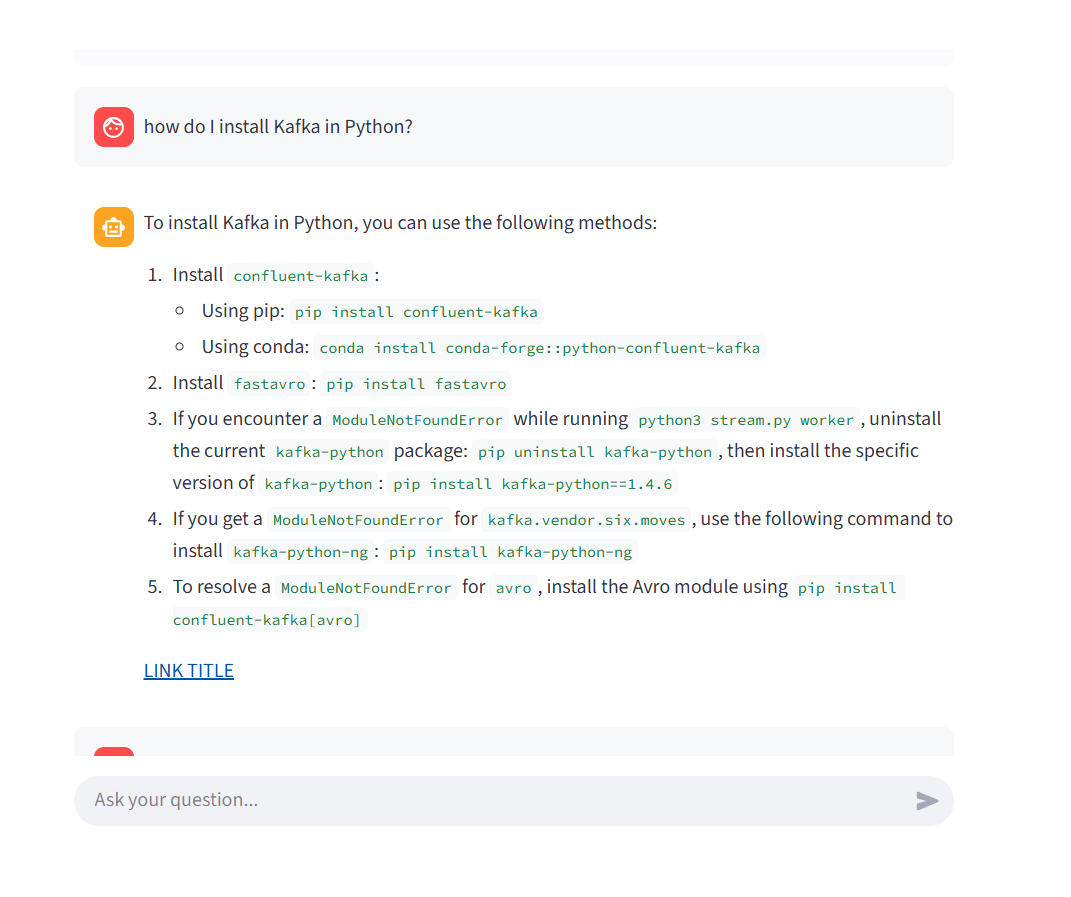 how do I install Kafka in Python?
To install Kafka in Python, you can use the following methods:
1. Install confluent-kafka :
Using pip: pip install confluent-kafka
Using conda: conda install conda-forge::python-confluent-kafka
2. Install fastavro : pip install fastavro
3. If you encounter a ModuleNotFoundError while running python3 stream.py worker , uninstall
the current kafka-python package: pip uninstall kafka-python , then install the specific
version of kafka-python : pip install kafka-python==1.4.6
4. If you get a ModuleNotFoundError for kafka.vendor.six.moves , use the following command to
install kafka-python-ng : pip install kafka-python-ng
5. To resolve a ModuleNotFoundError for avro , install the Avro module using pip install
confluent-kafka[avro]
LINK TITLE
Ask your question...